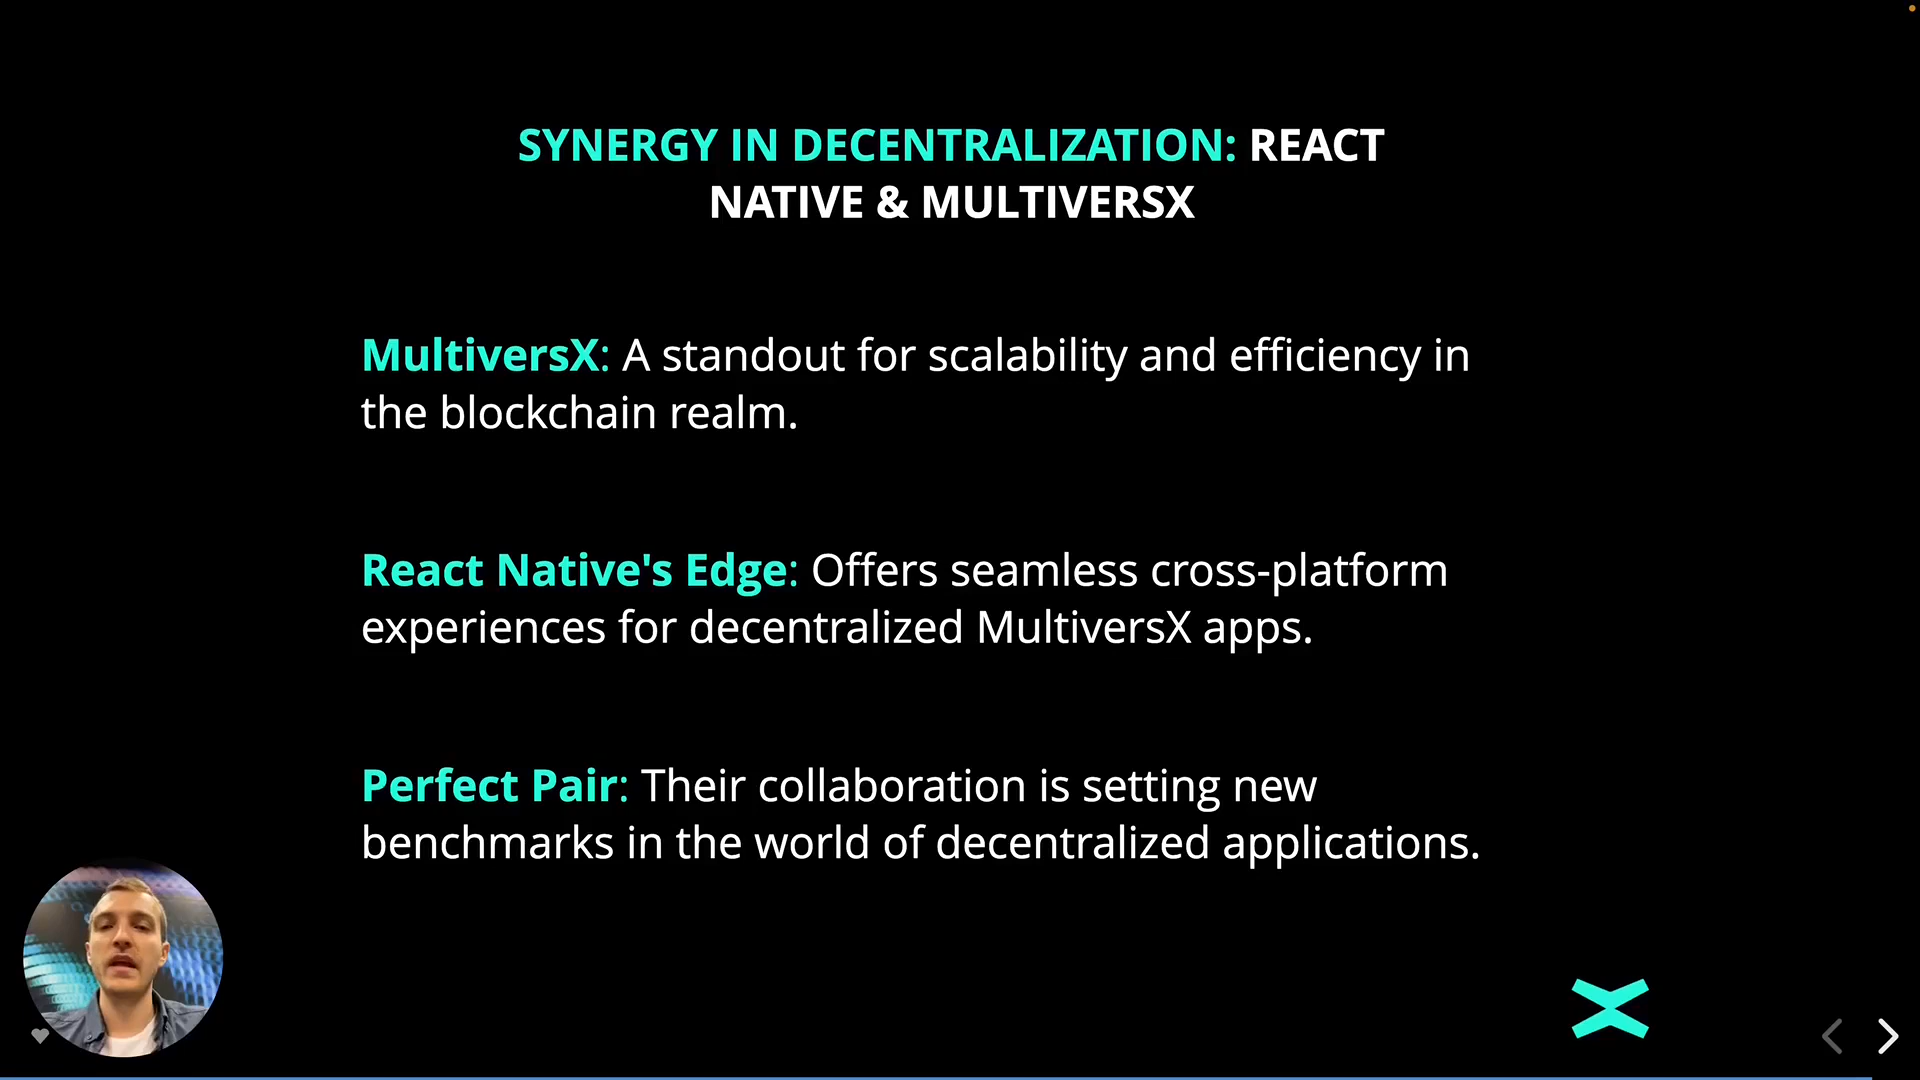 SYNERGY IN DECENTRALIZATION: REACT
NATIVE & MULTIVERSX
MultiversX: A standout for scalability and efficiency in
the blockchain realm.
React Native's Edge: Offers seamless cross-platform
experiences for decentralized MultiversX apps.
Perfect Pair: Their collaboration is setting new
benchmarks in the world of decentralized applications.